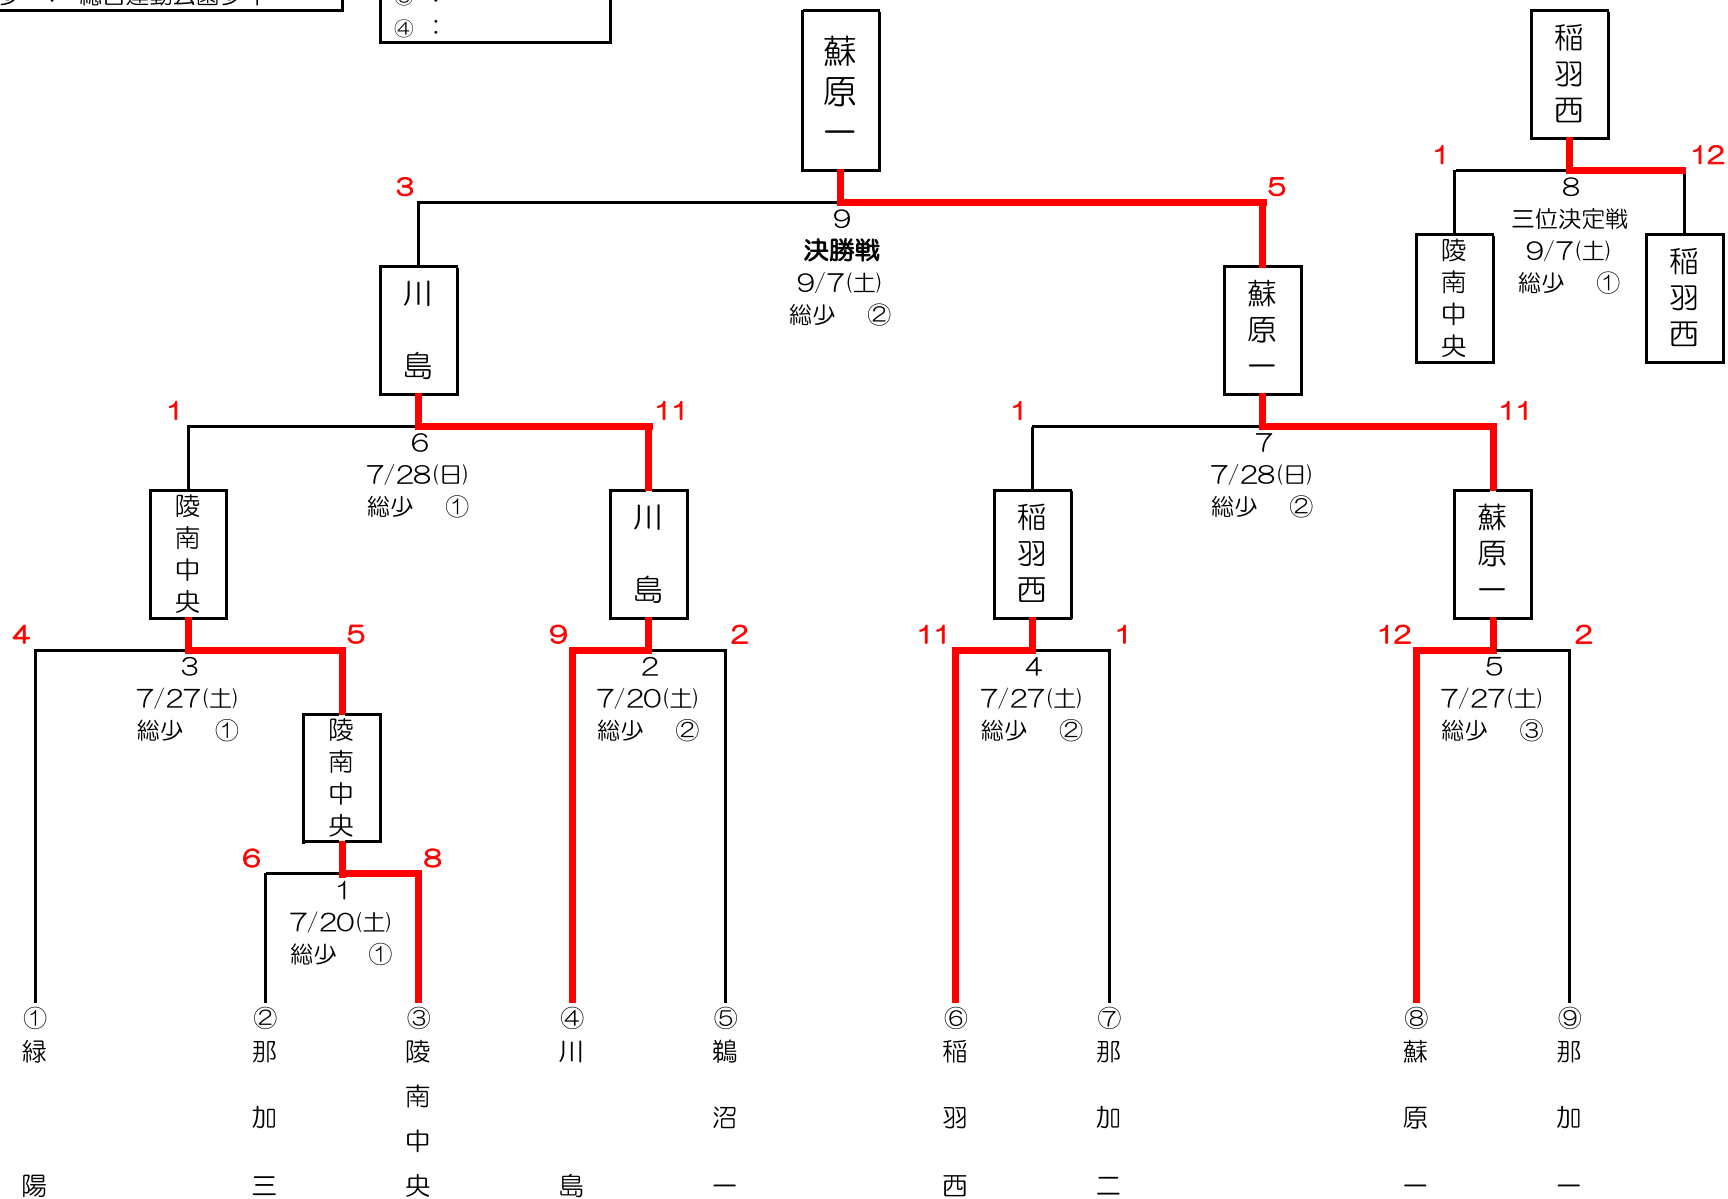 ④ ：
蘇原一
稲羽西
1 12
8
三位決定戦
9/7(土)
総少 ①
陵南中央
稲羽西
3 5
9
決勝戦
9/7(土)
総少 ②
川島
蘇原一
1 11
6
7/28(日)
総少 ①
1 11
7
7/28(日)
総少 ②
陵南中央
川島
稲羽西
蘇原一
4 5
3
7/27(土)
総少 ①
9 2
2
7/20(土)
総少 ②
11 1
4
7/27(土)
総少 ②
12 2
5
7/27(土)
総少 ③
陵南中央
6 8
1
7/20(土)
総少 ①
①緑陽
②那加三
③陵南中央
④川島
⑤鵜沼一
⑥稲羽西
⑦那加二
⑧蘇原一
⑨那加一